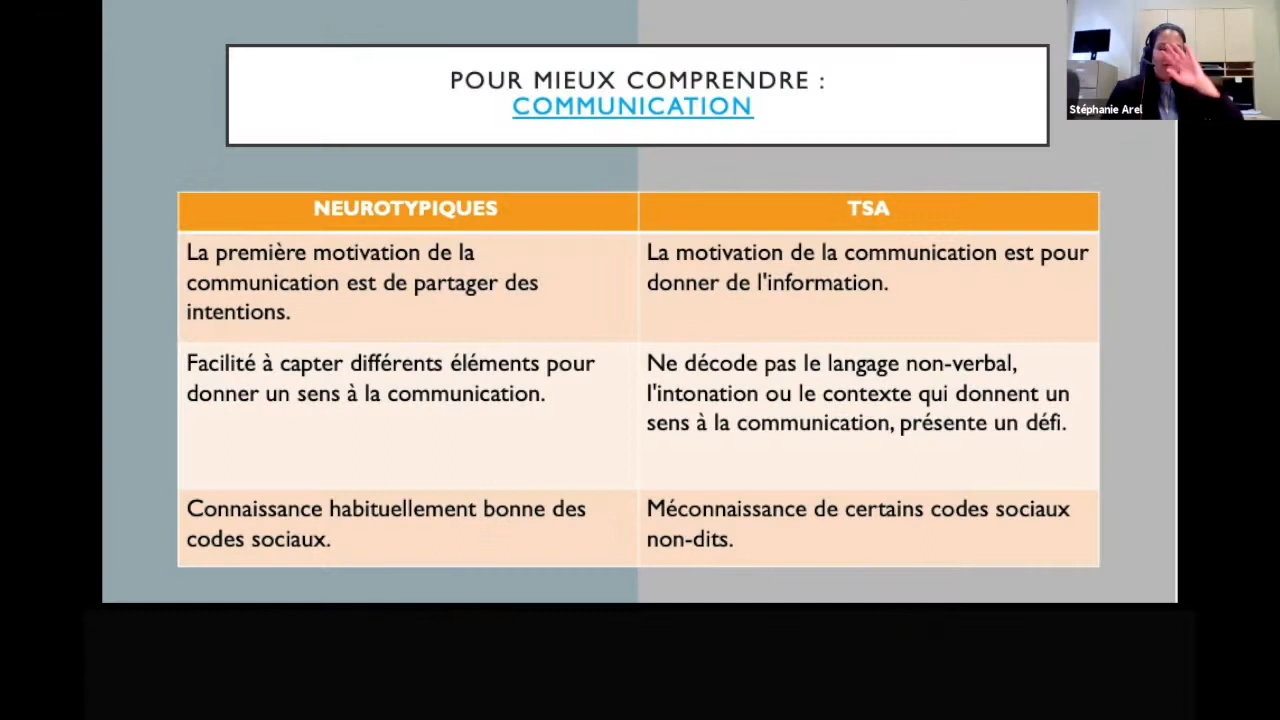 POUR MIEUX COMPRENDRE :
COMMUNICATION
Stéphanie Arel
NEUROTYPIQUES
TSA
La première motivation de la
communication est de partager des
intentions.
La motivation de la communication est pour
donner de l'information.
Facilité à capter différents éléments pour
donner un sens à la communication.
Ne décode pas le langage non-verbal,
l'intonation ou le contexte qui donnent un
sens à la communication, présente un défi.
Connaissance habituellement bonne des
codes sociaux.
Méconnaissance de certains codes sociaux
non-dits.